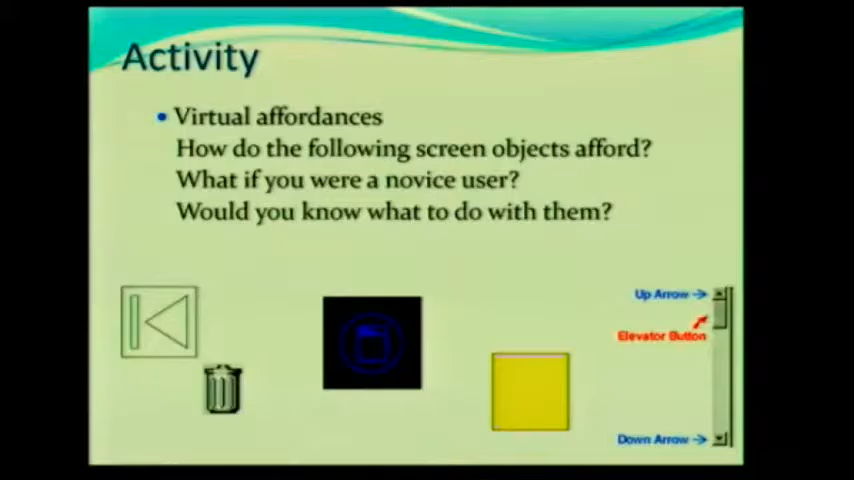 Activity
Virtual affordances
How do the following screen objects afford?
What if you were a novice user?
Would you know what to do with them?
Up Arrow
Elevator Button
Down Arrow